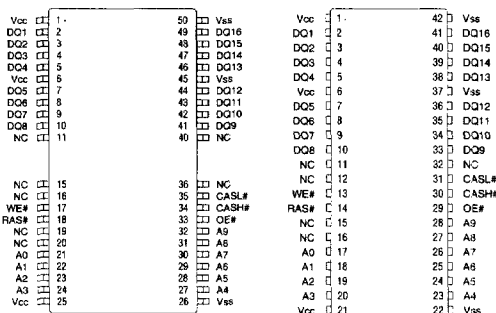 Vcc 1 50 Vss
DQ1 2 49 DQ16
DQ2 3 48 DQ15
DQ3 4 47 DQ14
DQ4 5 46 DQ13
Vcc 6 45 Vss
DQ5 7 44 DQ12
DQ6 8 43 DQ11
DQ7 9 42 DQ10
DQ8 10 41 DQ9
NC 11 40 NC
NC 15 36 NC
NC 16 35 CASL#
WE# 17 34 CASH#
RAS# 18 33 OE#
NC 19 32 A9
NC 20 31 A8
A0 21 30 A7
A1 22 29 A6
A2 23 28 A5
A3 24 27 A4
Vcc 25 26 Vss
Vcc 1 42 Vss
DQ1 2 41 DQ16
DQ2 3 40 DQ15
DQ3 4 39 DQ14
DQ4 5 38 DQ13
Vcc 6 37 Vss
DQ5 7 36 DQ12
DQ6 8 35 DQ11
DQ7 9 34 DQ10
DQ8 10 33 DQ9
NC 11 32 NC
NC 12 31 CASL#
WE# 13 30 CASH#
RAS# 14 29 OE#
NC 15 28 A9
NC 16 27 A8
A0 17 26 A7
A1 18 25 A6
A2 19 24 A5
A3 20 23 A4
Vcc 21 22 Vss